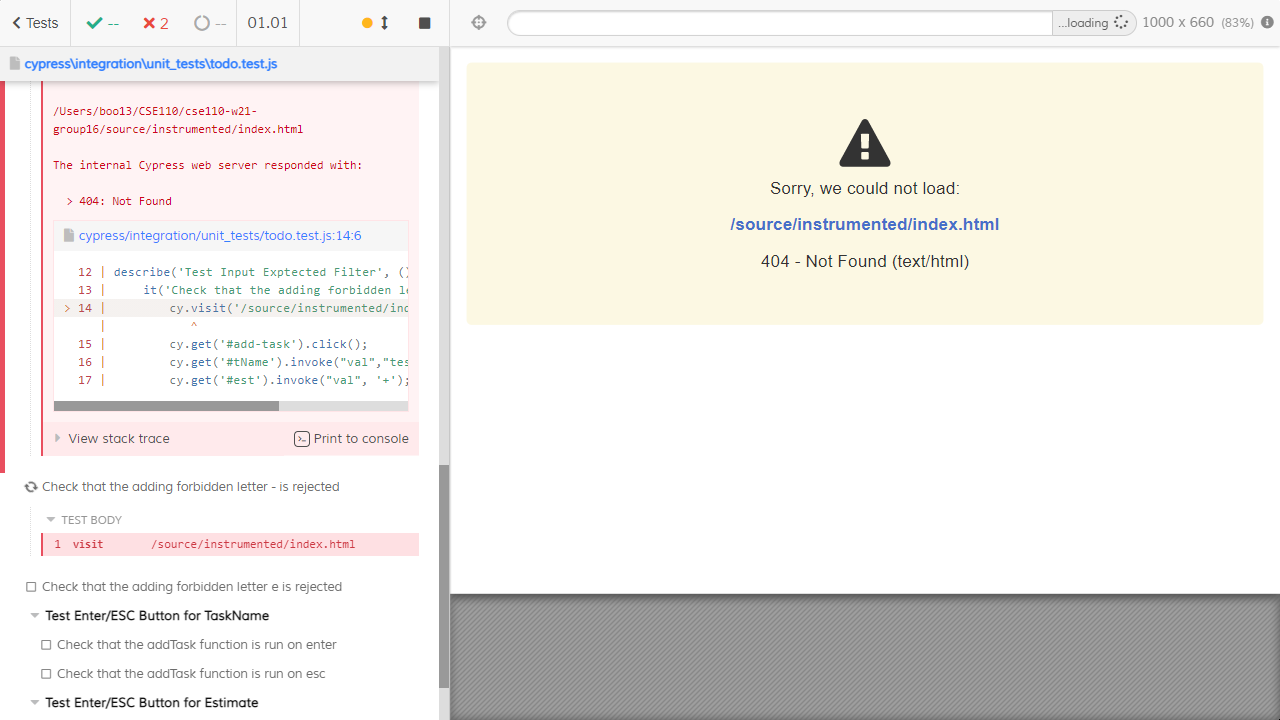 Tests
--
2
--
01.01
...loading
1000 x 660 (83%)
cypress\integration\unit_tests\todo.test.js
/Users/boo13/CSE110/cse110-w21-
group16/source/instrumented/index.html
The internal Cypress web server responded with:
> 404: Not Found
cypress/integration/unit_tests/todo.test.js:14:6
12 | describe('Test Input Exptected Filter', ()
13 | it('Check that the adding forbidden le
> 14 | cy.visit('/source/instrumented/ind
| ^
15 | cy.get('#add-task').click();
16 | cy.get('#tName').invoke("val","tes
17 | cy.get('#est').invoke("val", '+');
View stack trace
Print to console
Check that the adding forbidden letter - is rejected
TEST BODY
1 visit /source/instrumented/index.html
Check that the adding forbidden letter e is rejected
Test Enter/ESC Button for TaskName
Check that the addTask function is run on enter
Check that the addTask function is run on esc
Test Enter/ESC Button for Estimate
Sorry, we could not load:
/source/instrumented/index.html
404 - Not Found (text/html)